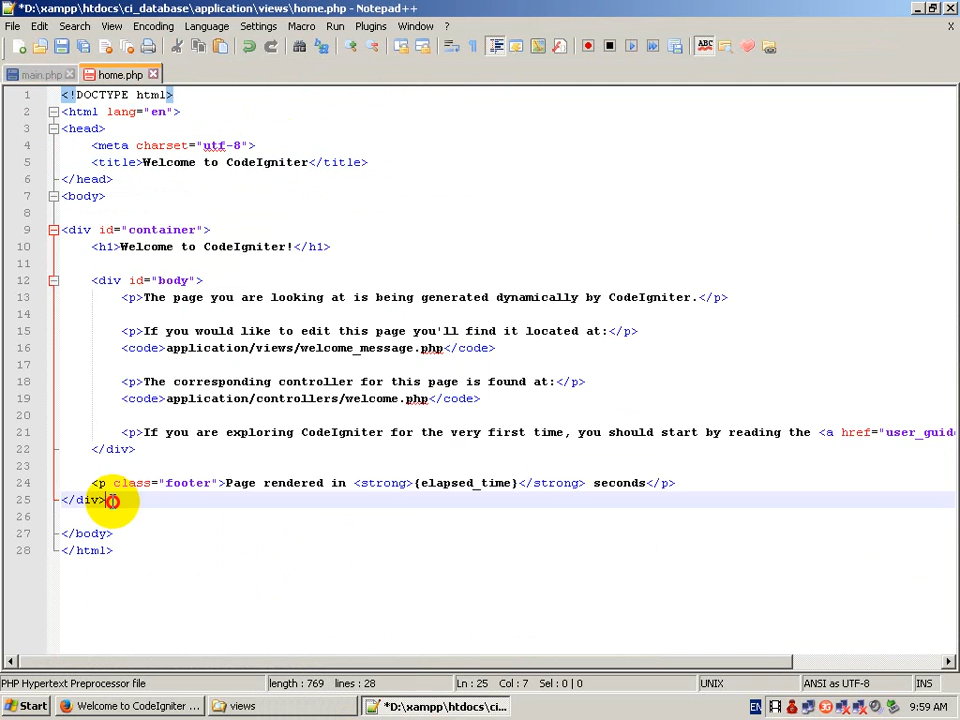 *D:\xampp\htdocs\ci_database\application\views\home.php - Notepad++
File Edit Search View Encoding Language Settings Macro Run Plugins Window ? X
main.php home.php
1 <!DOCTYPE html>
2 <html lang="en">
3 <head>
4 <meta charset="utf-8">
5 <title>Welcome to CodeIgniter</title>
6 </head>
7 <body>
8
9 <div id="container">
10 <h1>Welcome to CodeIgniter!</h1>
11
12 <div id="body">
13 <p>The page you are looking at is being generated dynamically by CodeIgniter.</p>
14
15 <p>If you would like to edit this page you'll find it located at:</p>
16 <code>application/views/welcome_message.php</code>
17
18 <p>The corresponding controller for this page is found at:</p>
19 <code>application/controllers/welcome.php</code>
20
21 <p>If you are exploring CodeIgniter for the very first time, you should start by reading the <a href="user_guid
22 </div>
23
24 <p class="footer">Page rendered in <strong>{elapsed_time}</strong> seconds</p>
25 </div>
26
27 </body>
28 </html>
PHP Hypertext Preprocessor file length : 769 lines : 28 Ln : 25 Col : 7 Sel : 0 | 0 UNIX ANSI as UTF-8 INS
Start Welcome to CodeIgniter ... views *D:\xampp\htdocs\ci... EN 9:59 AM